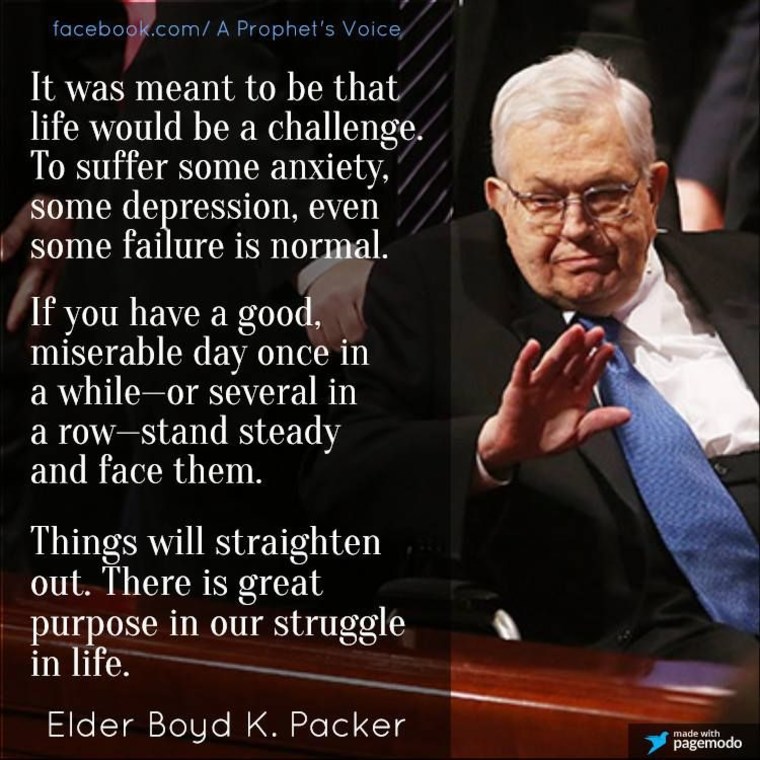 facebook.com/ A Prophet's Voice
It was meant to be that
life would be a challenge.
To suffer some anxiety,
some depression, even
some failure is normal.
If you have a good,
miserable day once in
a while—or several in
a row—stand steady
and face them.
Things will straighten
out. There is great
purpose in our struggle
in life.
Elder Boyd K. Packer
made with
pagemodo